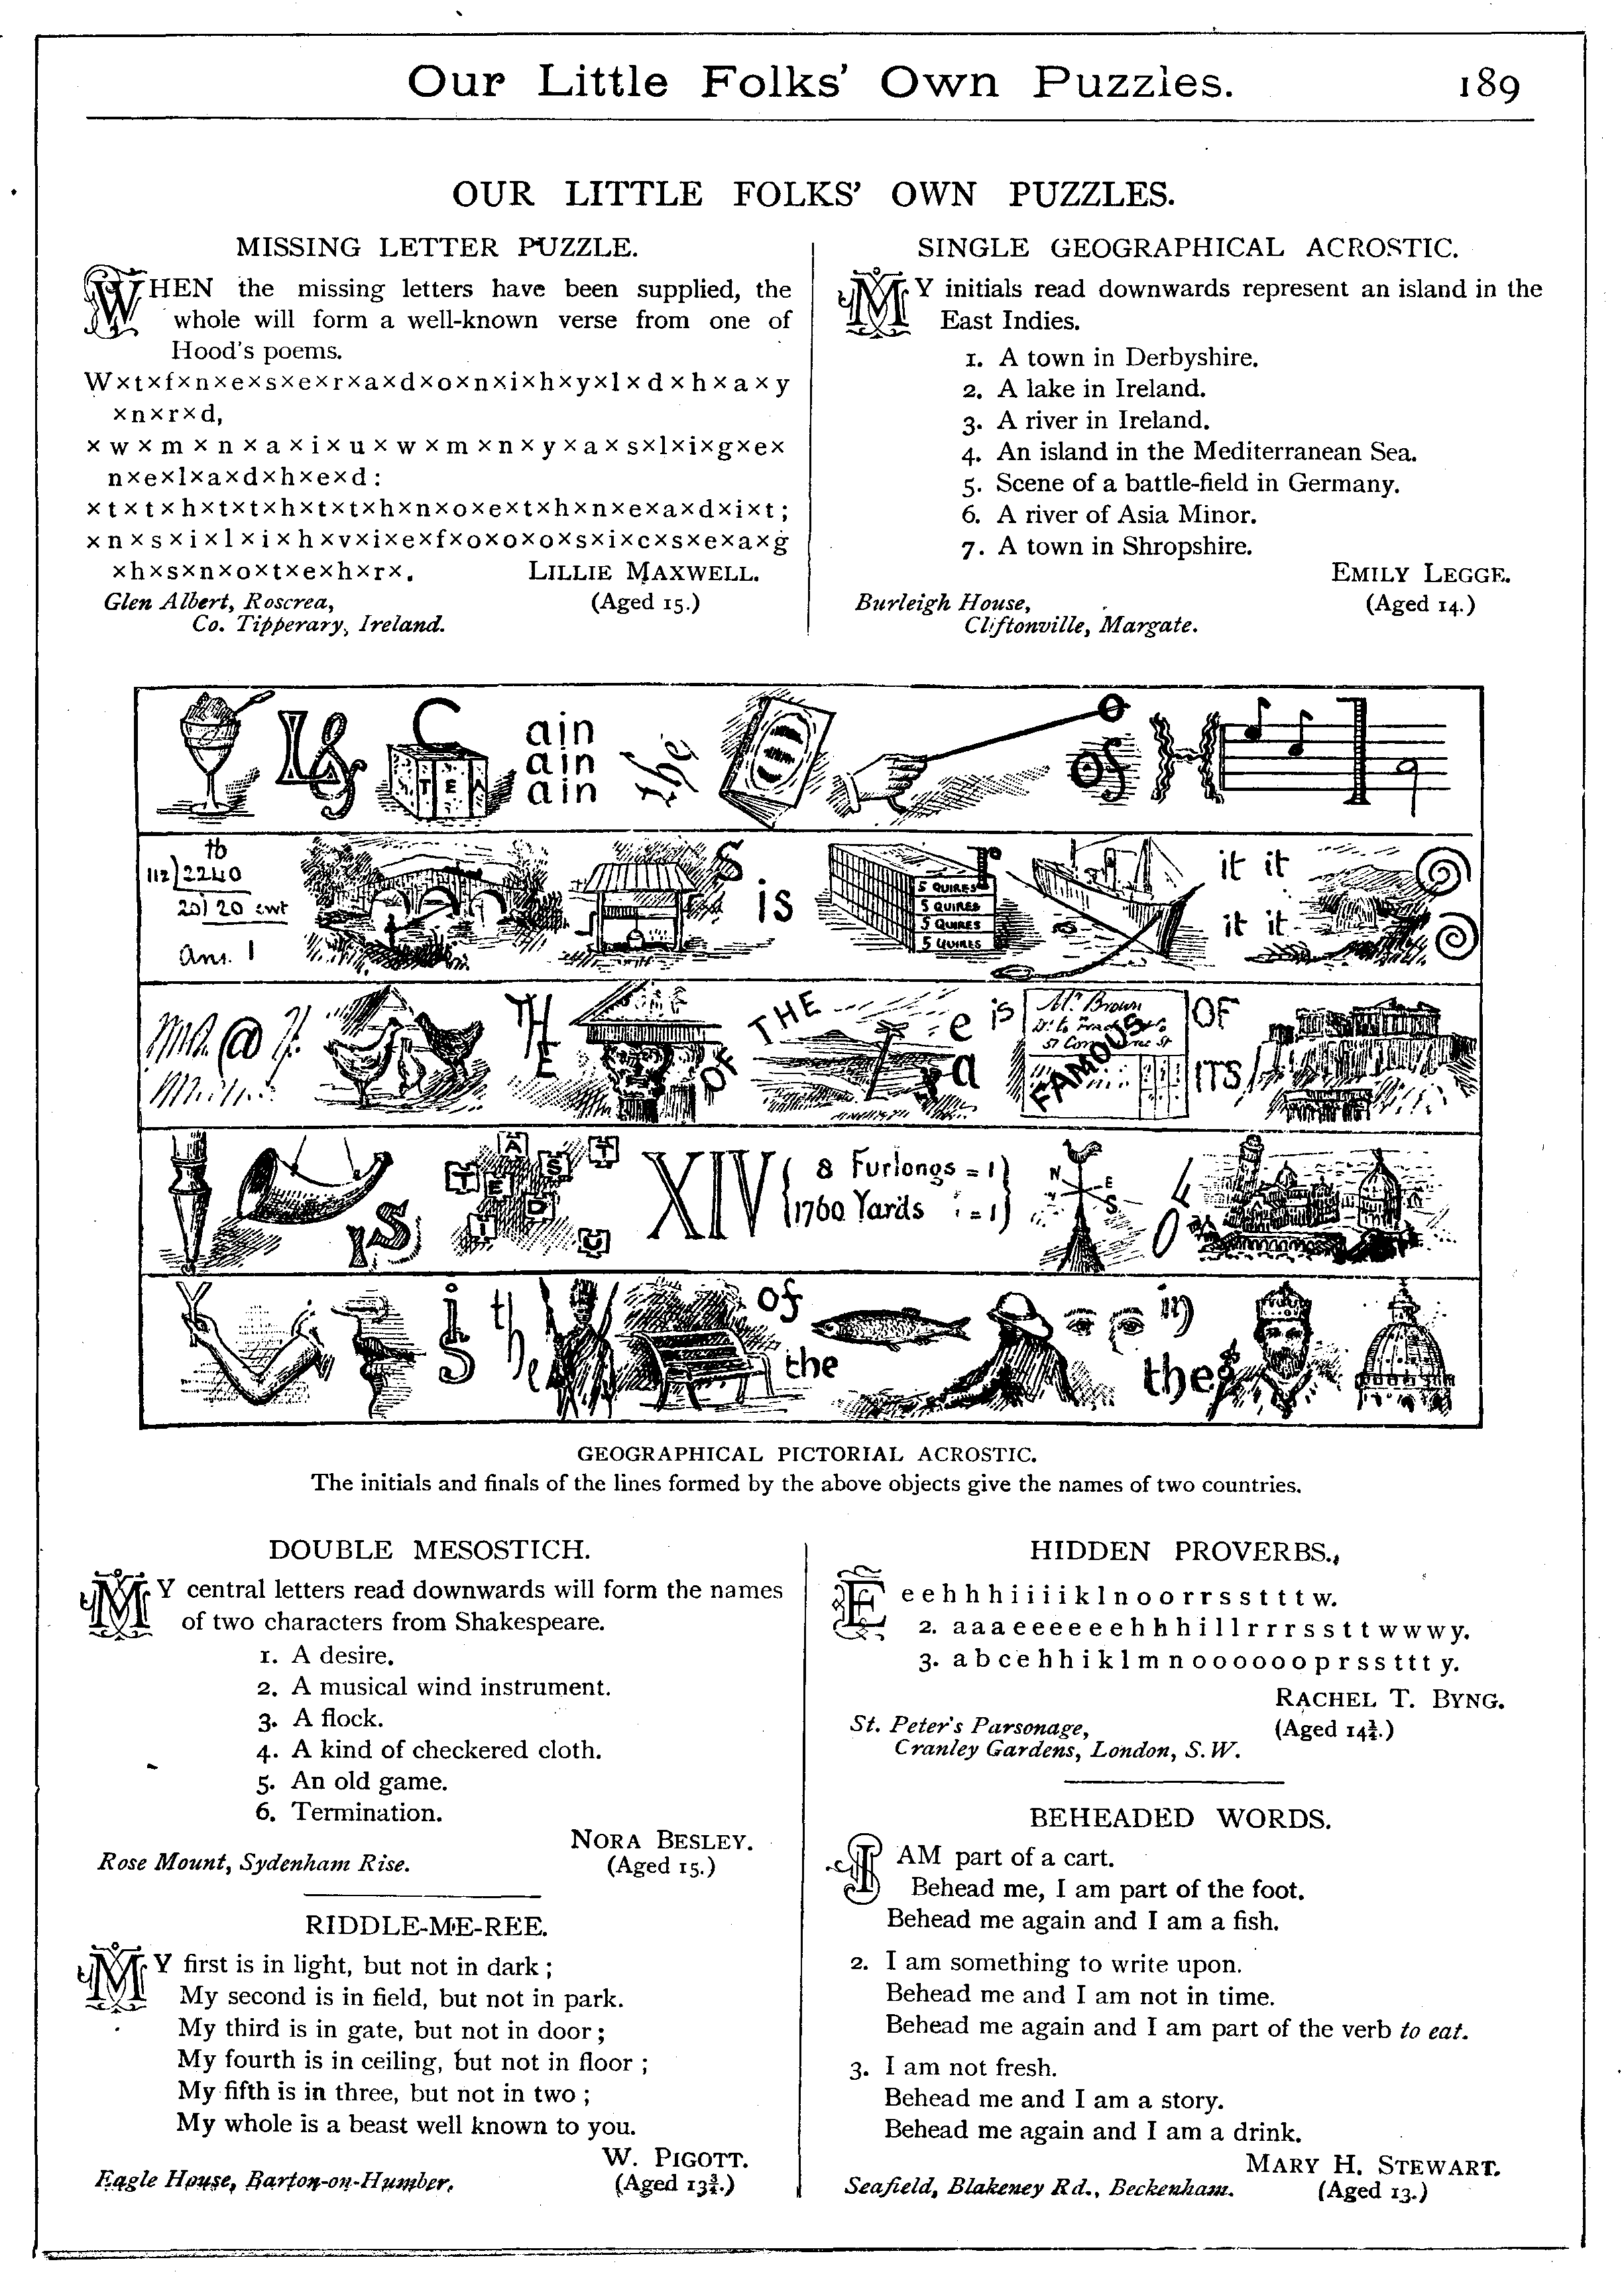 Our Little Folks' Own Puzzles. 189
OUR LITTLE FOLKS' OWN PUZZLES.
MISSING LETTER PUZZLE.
WHEN the missing letters have been supplied, the
whole will form a well-known verse from one of
Hood's poems.
W×t×f×n×e×s×e×r×a×d×o×n×i×h×y×l×d×h×a×y
×n×r×d,
×w×m×n×a×i×u×w×m×n×y×a×s×l×i×g×e×
n×e×l×a×d×h×e×d:
×t×t×h×t×t×h×t×t×h×n×o×e×t×h×n×e×a×d×i×t;
×n×s×i×l×i×h×v×i×e×f×o×o×o×s×i×c×s×e×a×g
×h×s×n×o×t×e×h×r×.
LILLIE MAXWELL.
Glen Albert, Roscrea, (Aged 15.)
Co. Tipperary, Ireland.
SINGLE GEOGRAPHICAL ACROSTIC.
MY initials read downwards represent an island in the
East Indies.
1. A town in Derbyshire.
2. A lake in Ireland.
3. A river in Ireland.
4. An island in the Mediterranean Sea.
5. Scene of a battle-field in Germany.
6. A river of Asia Minor.
7. A town in Shropshire.
EMILY LEGGE.
Burleigh House, (Aged 14.)
Cliftonville, Margate.
L& C TEA ain
ain
ain
the
o of H
lb
112)2240
20) 20 cwt
Ans. 1
S is
5 QUIRES
5 QUIRES
5 QUIRES
5 QUIRES
r
it it
it it
@
THE
OF THE
e is
a
Mr. Brown
FAMOUS
OF
ITS
is
T A S T E D I U
XIV
8 Furlongs = 1
1760 Yards = 1
N E S
OF
Y
is
the
of
the
in
the
GEOGRAPHICAL PICTORIAL ACROSTIC.
The initials and finals of the lines formed by the above objects give the names of two countries.
DOUBLE MESOSTICH.
MY central letters read downwards will form the names
of two characters from Shakespeare.
1. A desire.
2. A musical wind instrument.
3. A flock.
4. A kind of checkered cloth.
5. An old game.
6. Termination.
NORA BESLEY.
Rose Mount, Sydenham Rise. (Aged 15.)
RIDDLE-ME-REE.
MY first is in light, but not in dark;
My second is in field, but not in park.
My third is in gate, but not in door;
My fourth is in ceiling, but not in floor;
My fifth is in three, but not in two;
My whole is a beast well known to you.
W. PIGOTT.
Eagle House, Barton-on-Humber. (Aged 13¾.)
HIDDEN PROVERBS.
E e e h h h i i i i i k l n o o r r s s t t t w.
2. a a a e e e e e e e h h h i l l r r r s s t t w w w y.
3. a b c e h h i k l m n o o o o o o p r s s t t t y.
RACHEL T. BYNG.
St. Peter's Parsonage, (Aged 14½.)
Cranley Gardens, London, S.W.
BEHEADED WORDS.
I AM part of a cart.
Behead me, I am part of the foot.
Behead me again and I am a fish.
2. I am something to write upon.
Behead me and I am not in time.
Behead me again and I am part of the verb to eat.
3. I am not fresh.
Behead me and I am a story.
Behead me again and I am a drink.
MARY H. STEWART.
Seafield, Blakeney Rd., Beckenham. (Aged 13.)